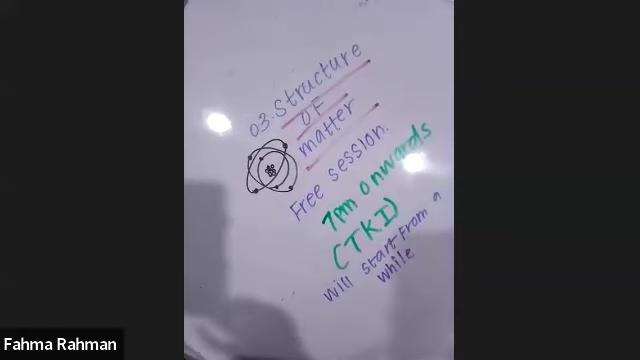 03. Structure
OF
matter
Free session.
7pm onwards
(TKI)
will start from a
while
Fahma Rahman